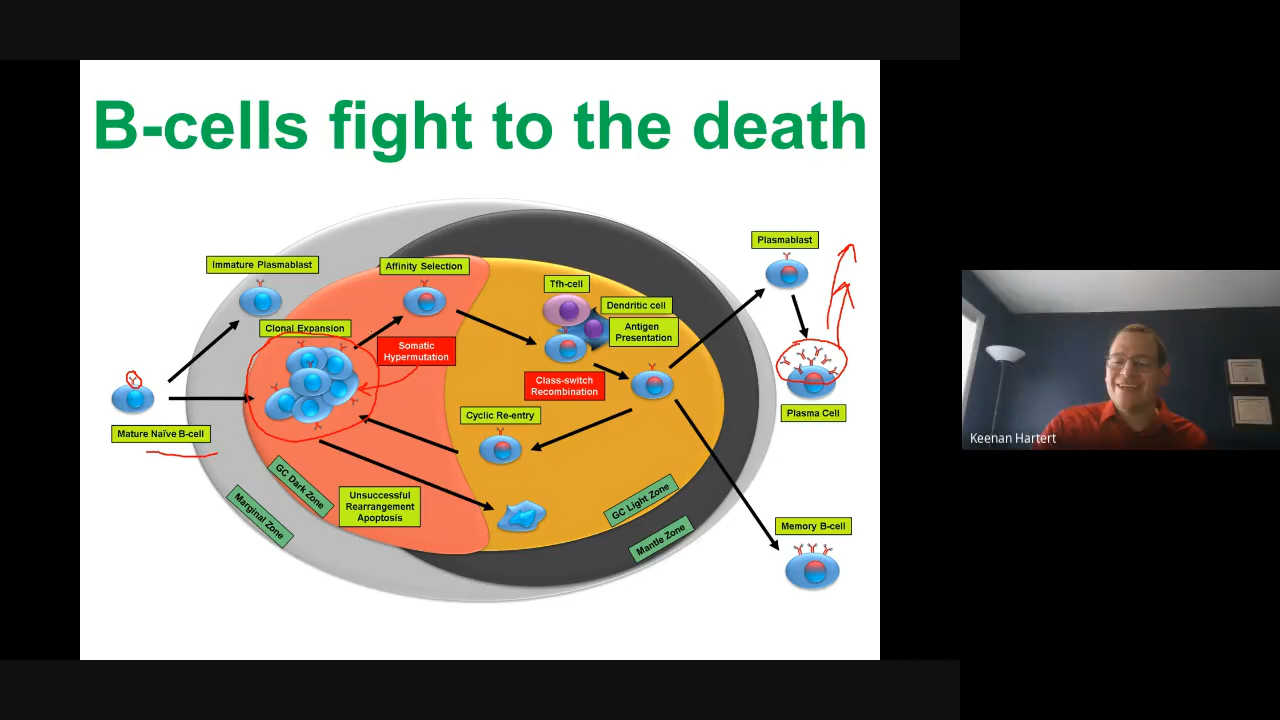 B-cells fight to the death
Plasmablast
Immature Plasmablast
Affinity Selection
Tfh-cell
Dendritic cell
Clonal Expansion
Antigen
Presentation
Somatic
Hypermutation
Class-switch
Recombination
Mature Naïve B-cell
Cyclic Re-entry
Plasma Cell
Keenan Hartert
GC Dark Zone
Unsuccessful
Rearrangement
Apoptosis
GC Light Zone
Marginal Zone
Mantle Zone
Memory B-cell